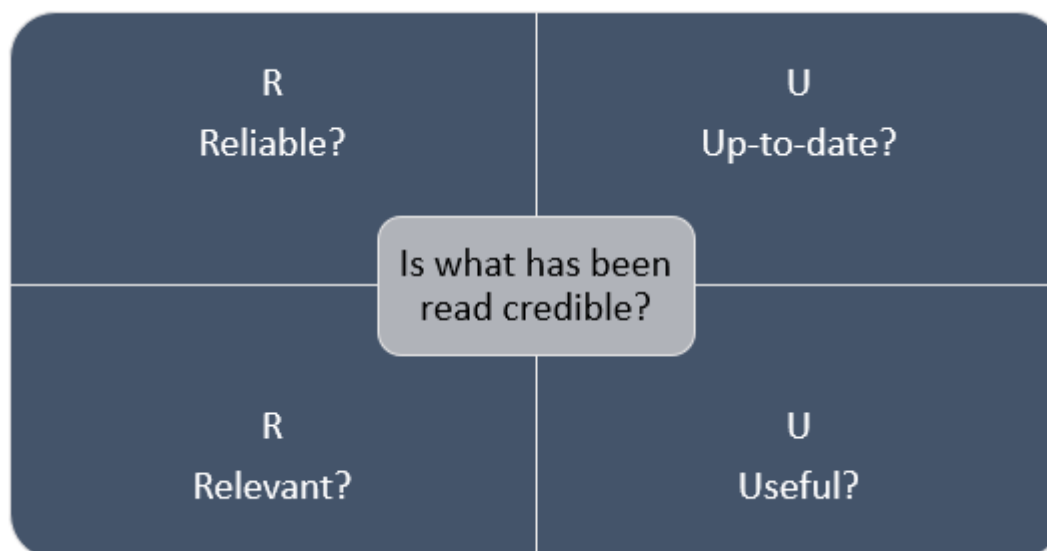 R
Reliable?
U
Up-to-date?
Is what has been
read credible?
R
Relevant?
U
Useful?